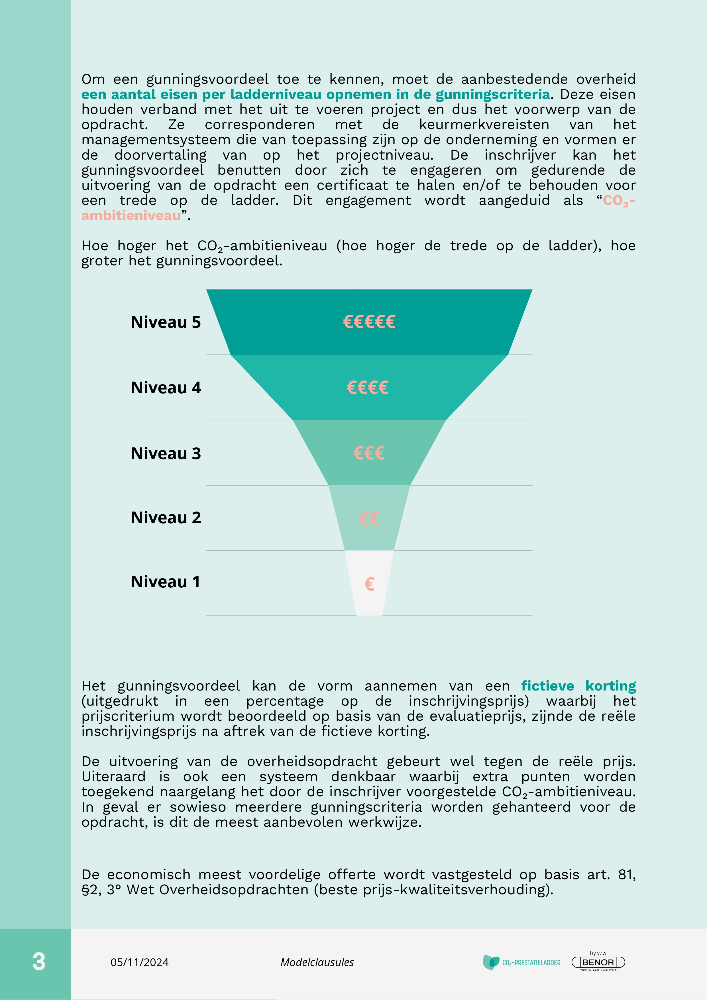 Om een gunningsvoordeel toe te kennen, moet de aanbestedende overheid
een aantal eisen per ladderniveau opnemen in de gunningscriteria. Deze eisen
houden verband met het uit te voeren project en dus het voorwerp van de
opdracht. Ze corresponderen met de keurmerkvereisten van het
managementsysteem die van toepassing zijn op de onderneming en vormen er
de doorvertaling van op het projectniveau. De inschrijver kan het
gunningsvoordeel benutten door zich te engageren om gedurende de
uitvoering van de opdracht een certificaat te halen en/of te behouden voor
een trede op de ladder. Dit engagement wordt aangeduid als “CO₂-
ambitieniveau”.
Hoe hoger het CO₂-ambitieniveau (hoe hoger de trede op de ladder), hoe
groter het gunningsvoordeel.
Niveau 5 €€€€€
Niveau 4 €€€€
Niveau 3 €€€
Niveau 2 €€
Niveau 1 €
Het gunningsvoordeel kan de vorm aannemen van een fictieve korting
(uitgedrukt in een percentage op de inschrijvingsprijs) waarbij het
prijscriterium wordt beoordeeld op basis van de evaluatieprijs, zijnde de reële
inschrijvingsprijs na aftrek van de fictieve korting.
De uitvoering van de overheidsopdracht gebeurt wel tegen de reële prijs.
Uiteraard is ook een systeem denkbaar waarbij extra punten worden
toegekend naargelang het door de inschrijver voorgestelde CO₂-ambitieniveau.
In geval er sowieso meerdere gunningscriteria worden gehanteerd voor de
opdracht, is dit de meest aanbevolen werkwijze.
De economisch meest voordelige offerte wordt vastgesteld op basis art. 81,
§2, 3° Wet Overheidsopdrachten (beste prijs-kwaliteitsverhouding).
3
05/11/2024
Modelclausules
CO₂-PRESTATIELADDER
by vzw
BENOR
TROUW AAN KWALITEIT